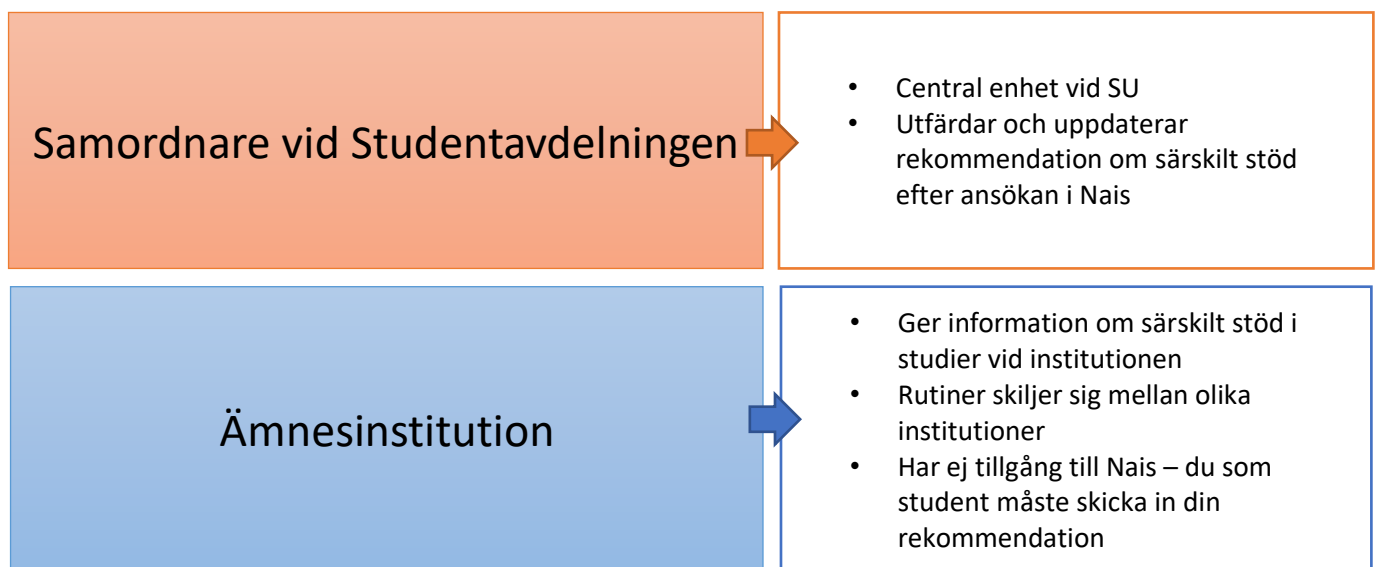 Samordnare vid Studentavdelningen
• Central enhet vid SU
• Utfärdar och uppdaterar
rekommendation om särskilt stöd
efter ansökan i Nais
Ämnesinstitution
• Ger information om särskilt stöd i
studier vid institutionen
• Rutiner skiljer sig mellan olika
institutioner
• Har ej tillgång till Nais – du som
student måste skicka in din
rekommendation